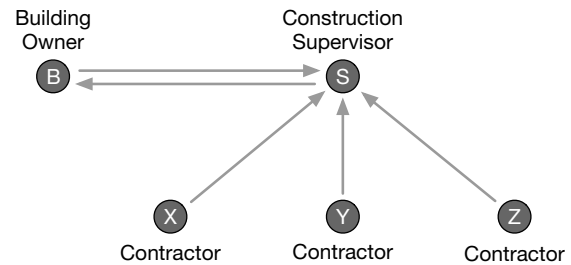 Building
Owner
Construction
Supervisor
B
S
X
Y
Z
Contractor
Contractor
Contractor